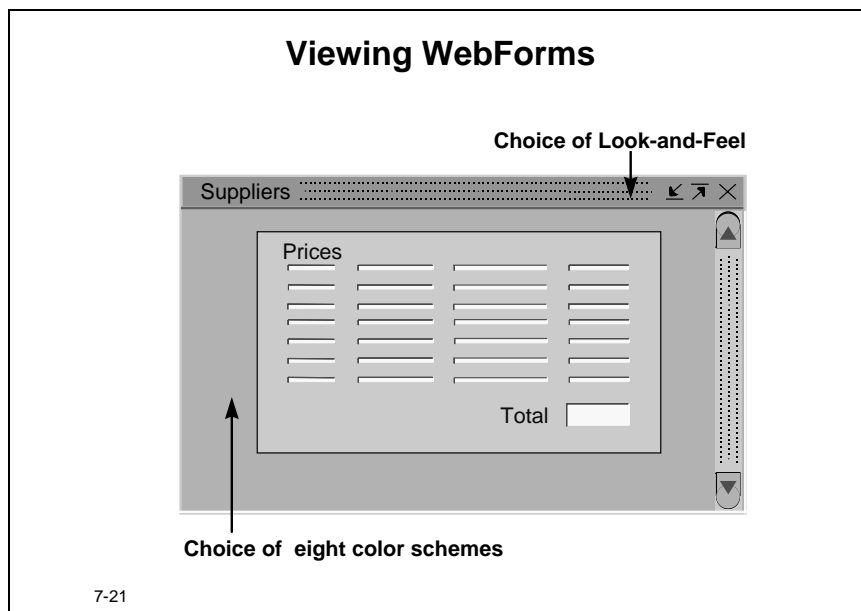 Viewing WebForms
Choice of Look-and-Feel
Suppliers
Prices
Total
Choice of  eight color schemes
7-21